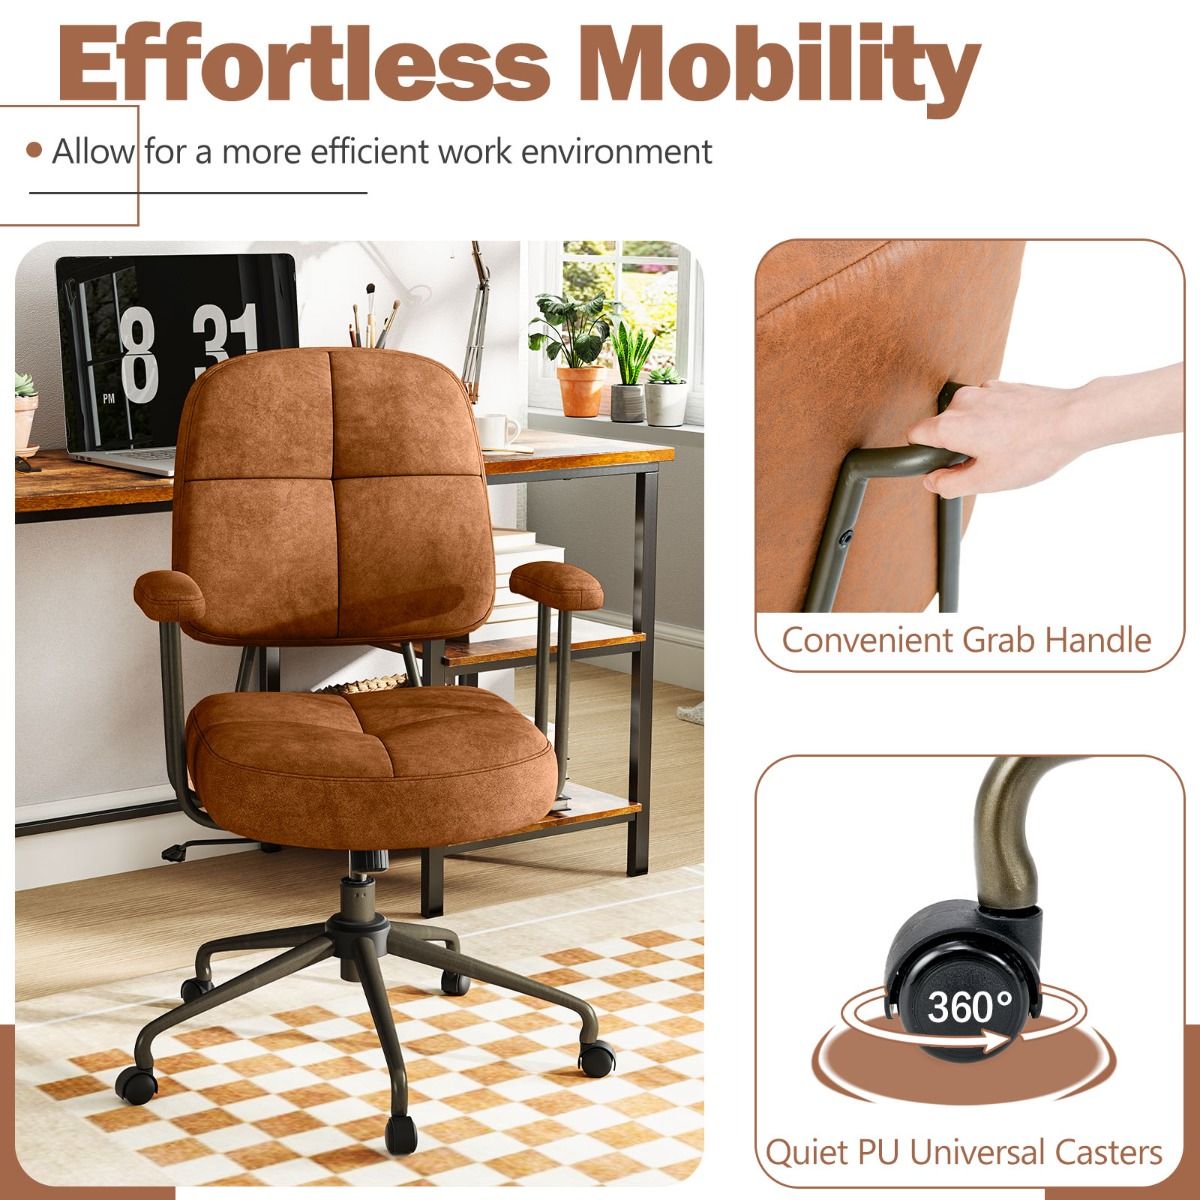 Effortless Mobility
• Allow for a more efficient work environment
PM 8 31
Convenient Grab Handle
360°
Quiet PU Universal Casters